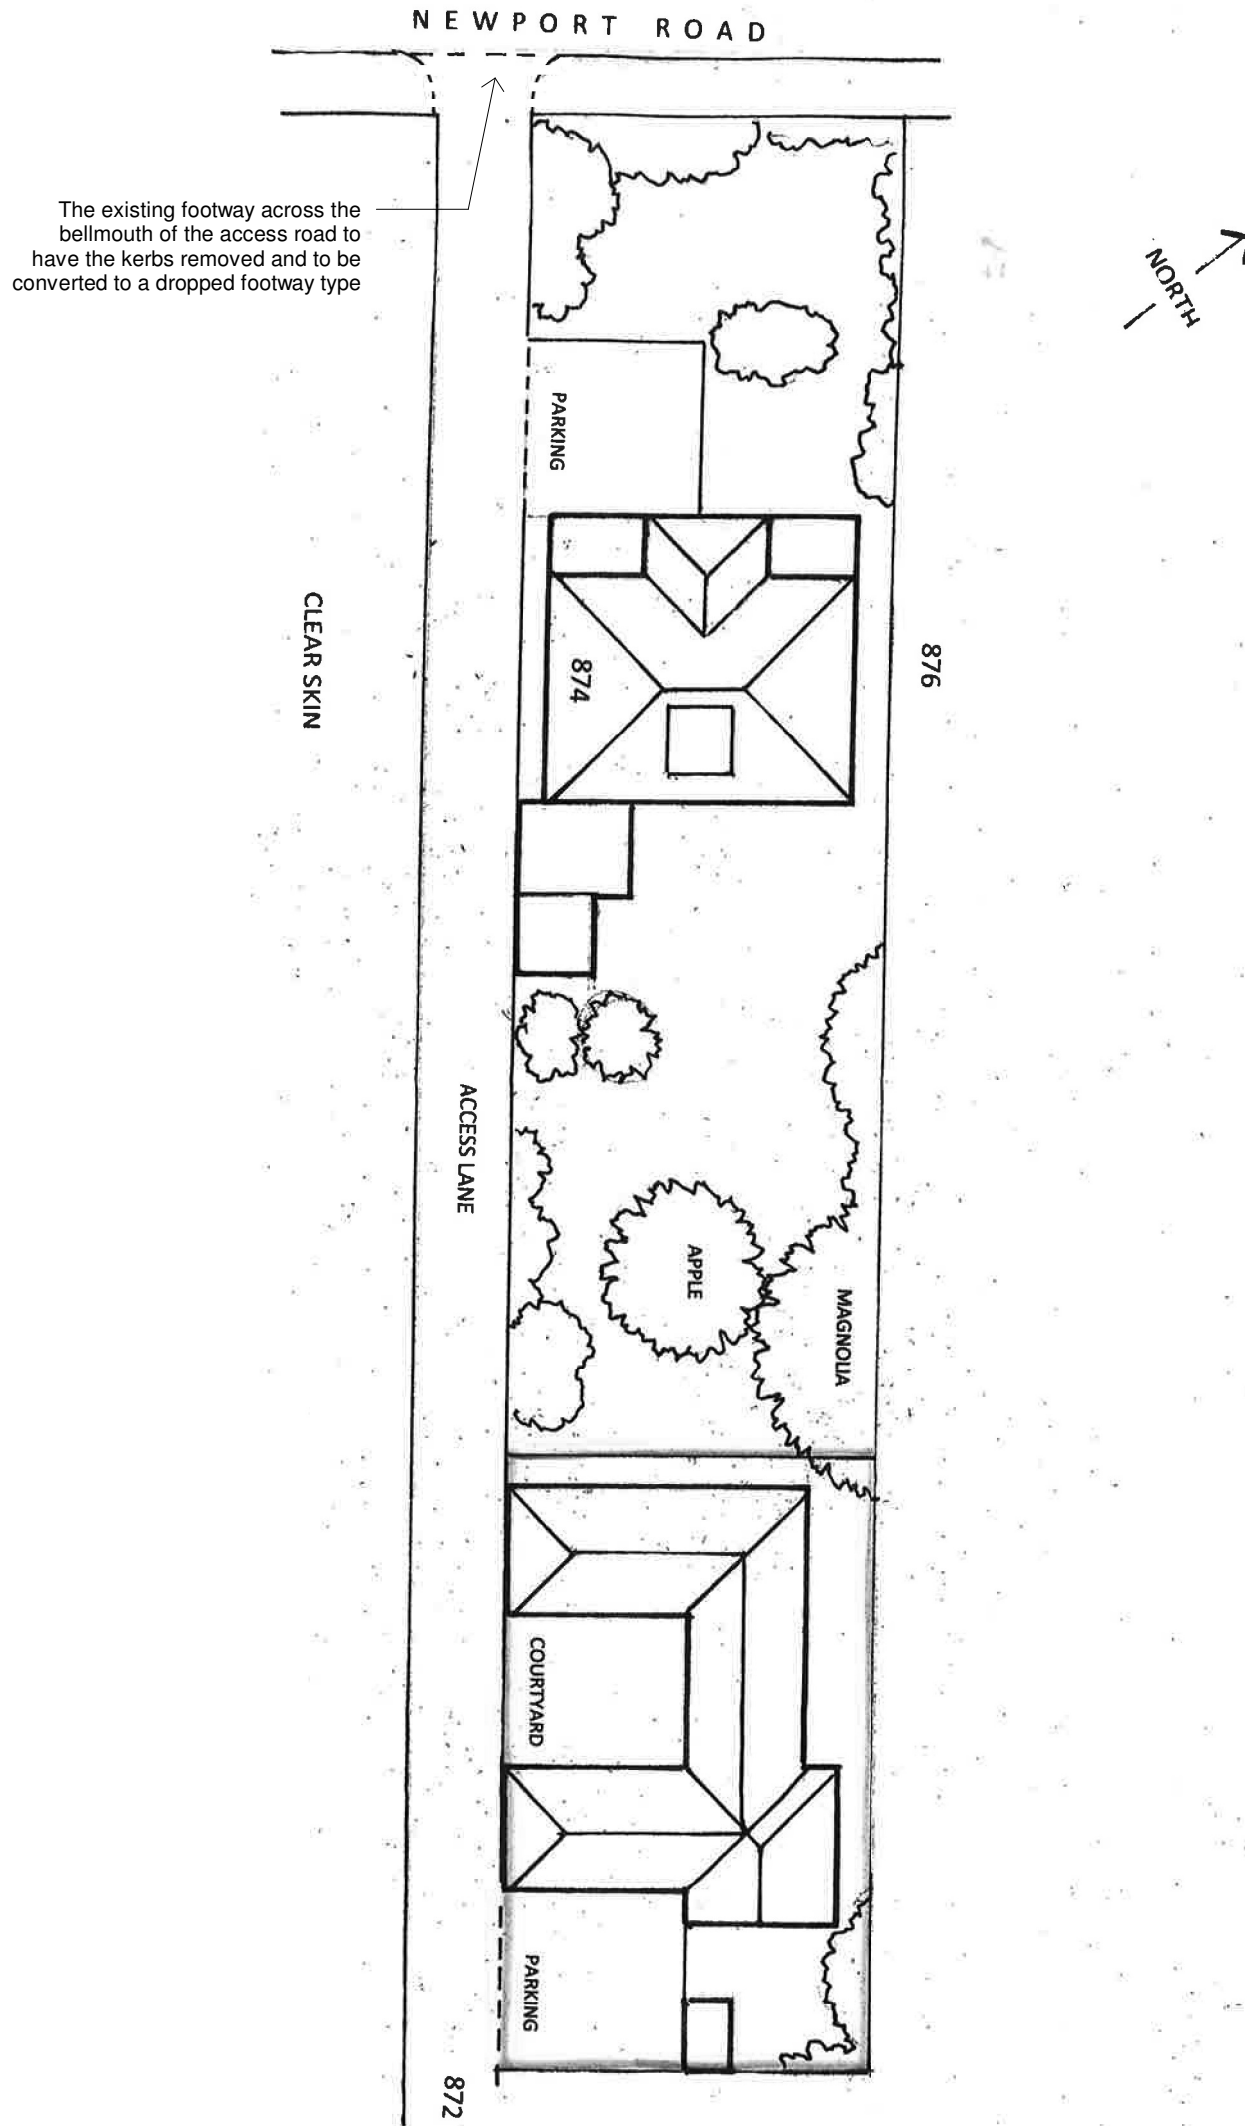 NEWPORT ROAD
The existing footway across the
bellmouth of the access road to
have the kerbs removed and to be
converted to a dropped footway type
NORTH
PARKING
CLEAR SKIN
874
876
ACCESS LANE
APPLE
MAGNOLIA
COURTYARD
PARKING
872